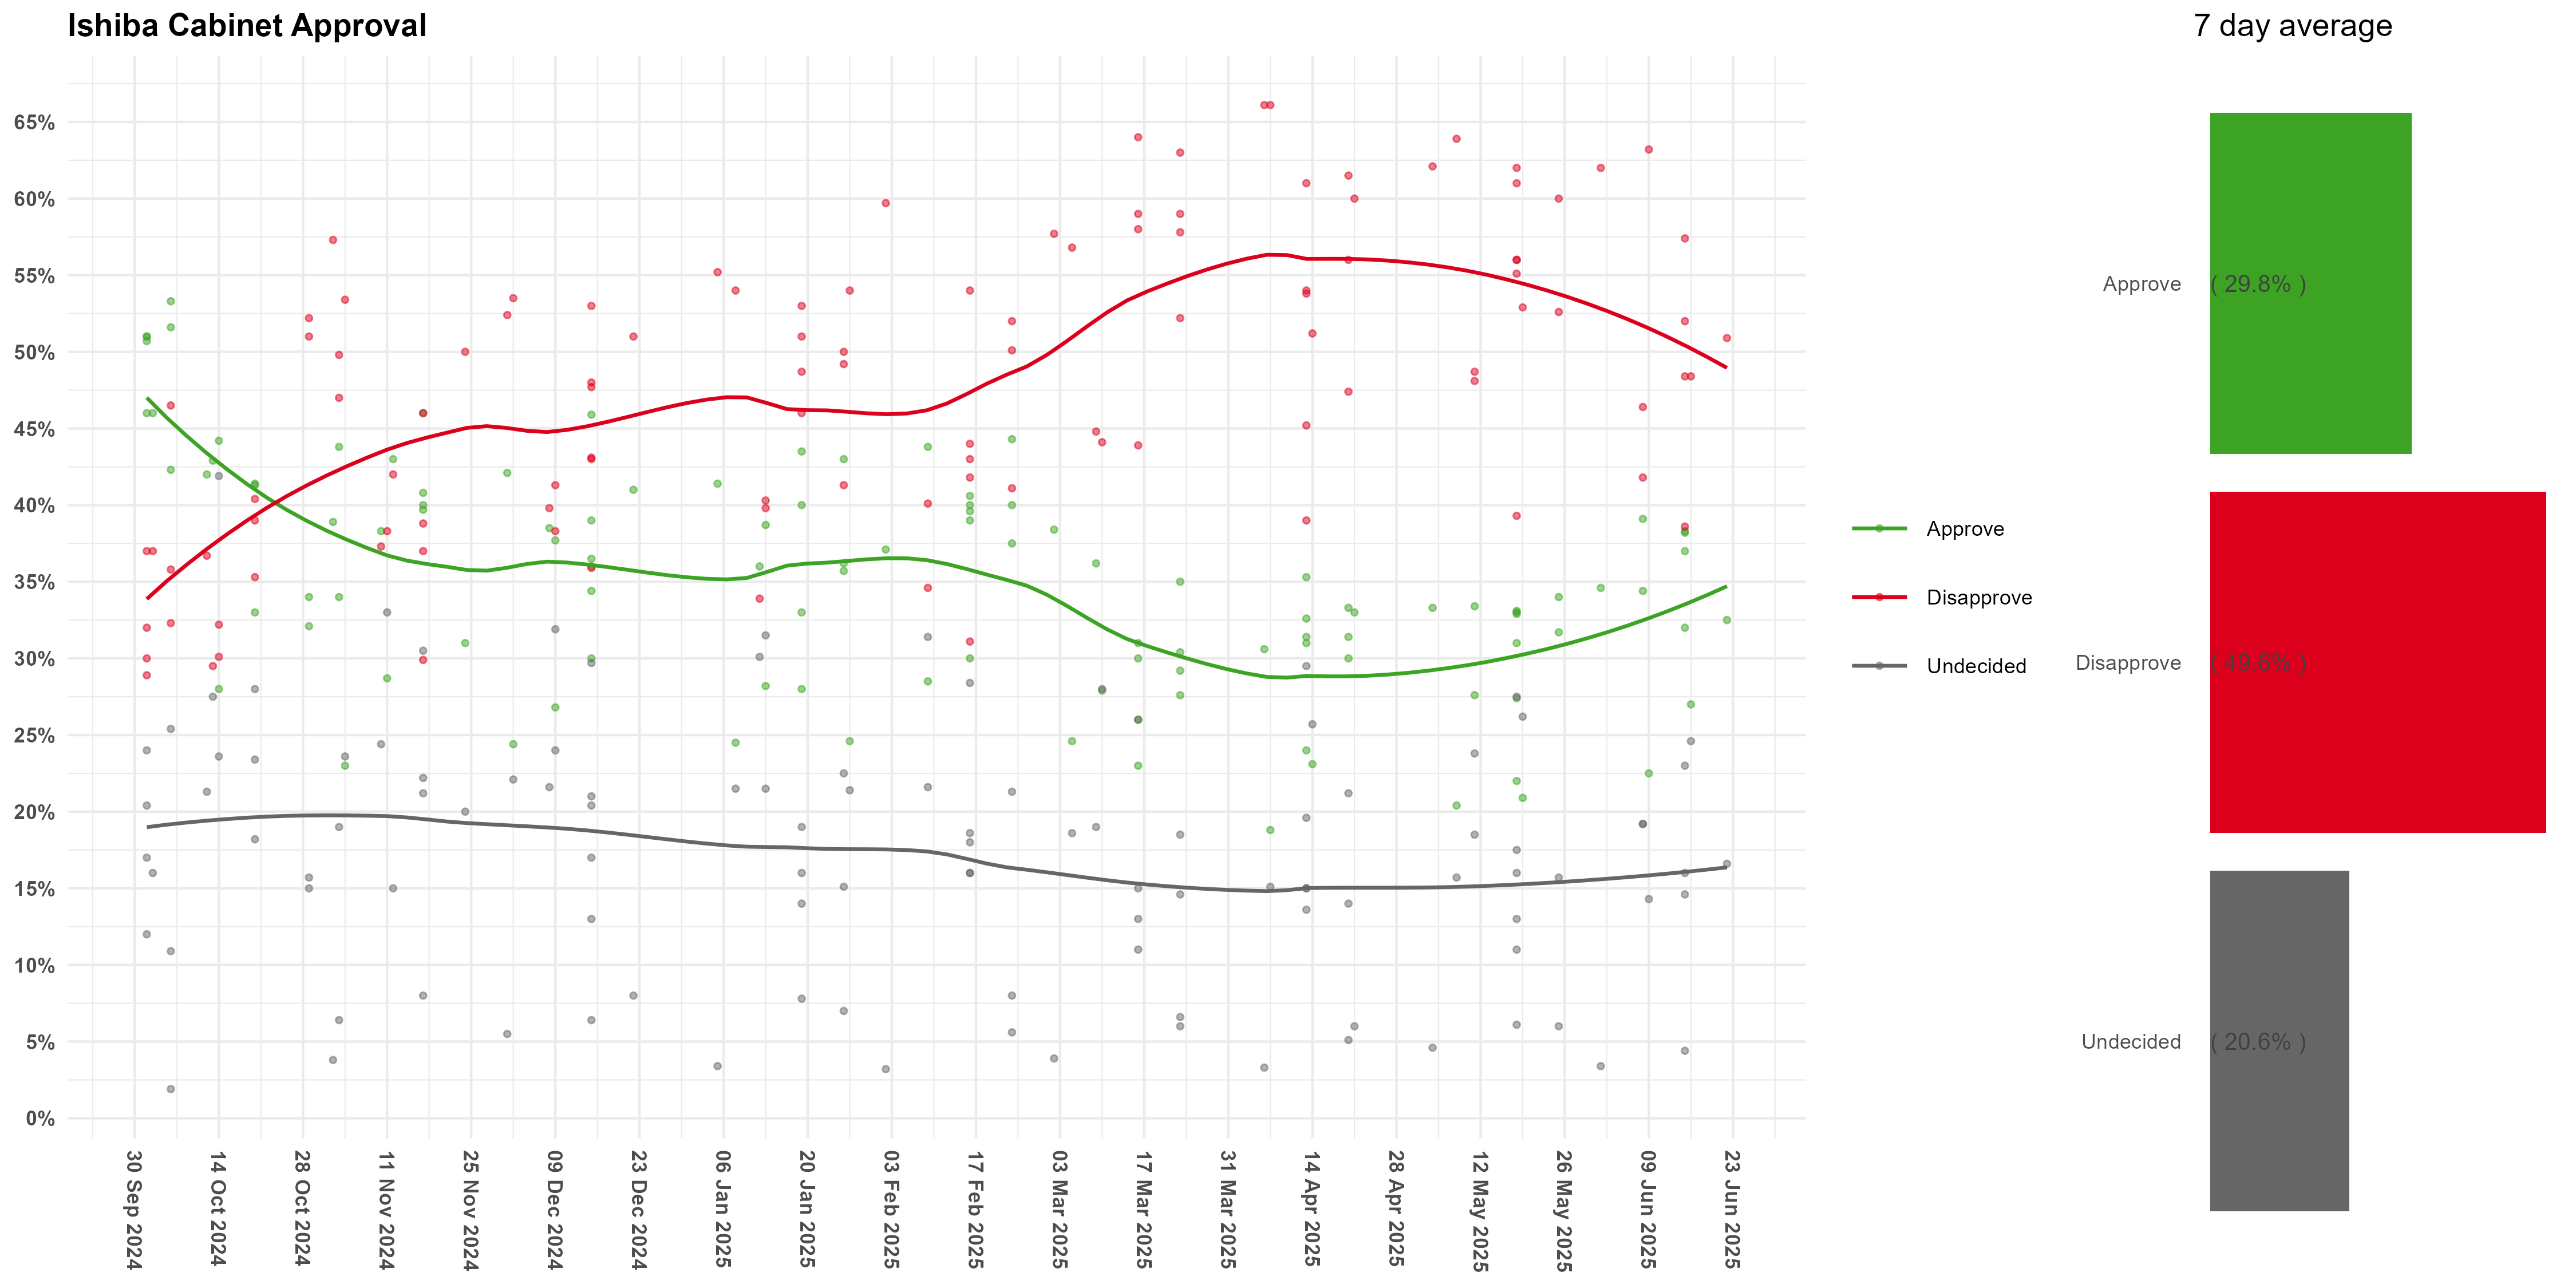 Ishiba Cabinet Approval
7 day average
65%
60%
55%
50%
45%
40%
35%
30%
25%
20%
15%
10%
5%
0%
30 Sep 2024
14 Oct 2024
28 Oct 2024
11 Nov 2024
25 Nov 2024
09 Dec 2024
23 Dec 2024
06 Jan 2025
20 Jan 2025
03 Feb 2025
17 Feb 2025
03 Mar 2025
17 Mar 2025
31 Mar 2025
14 Apr 2025
28 Apr 2025
12 May 2025
26 May 2025
09 Jun 2025
23 Jun 2025
Approve
Disapprove
Undecided
Approve ( 29.8% )
Disapprove ( 49.6% )
Undecided ( 20.6% )